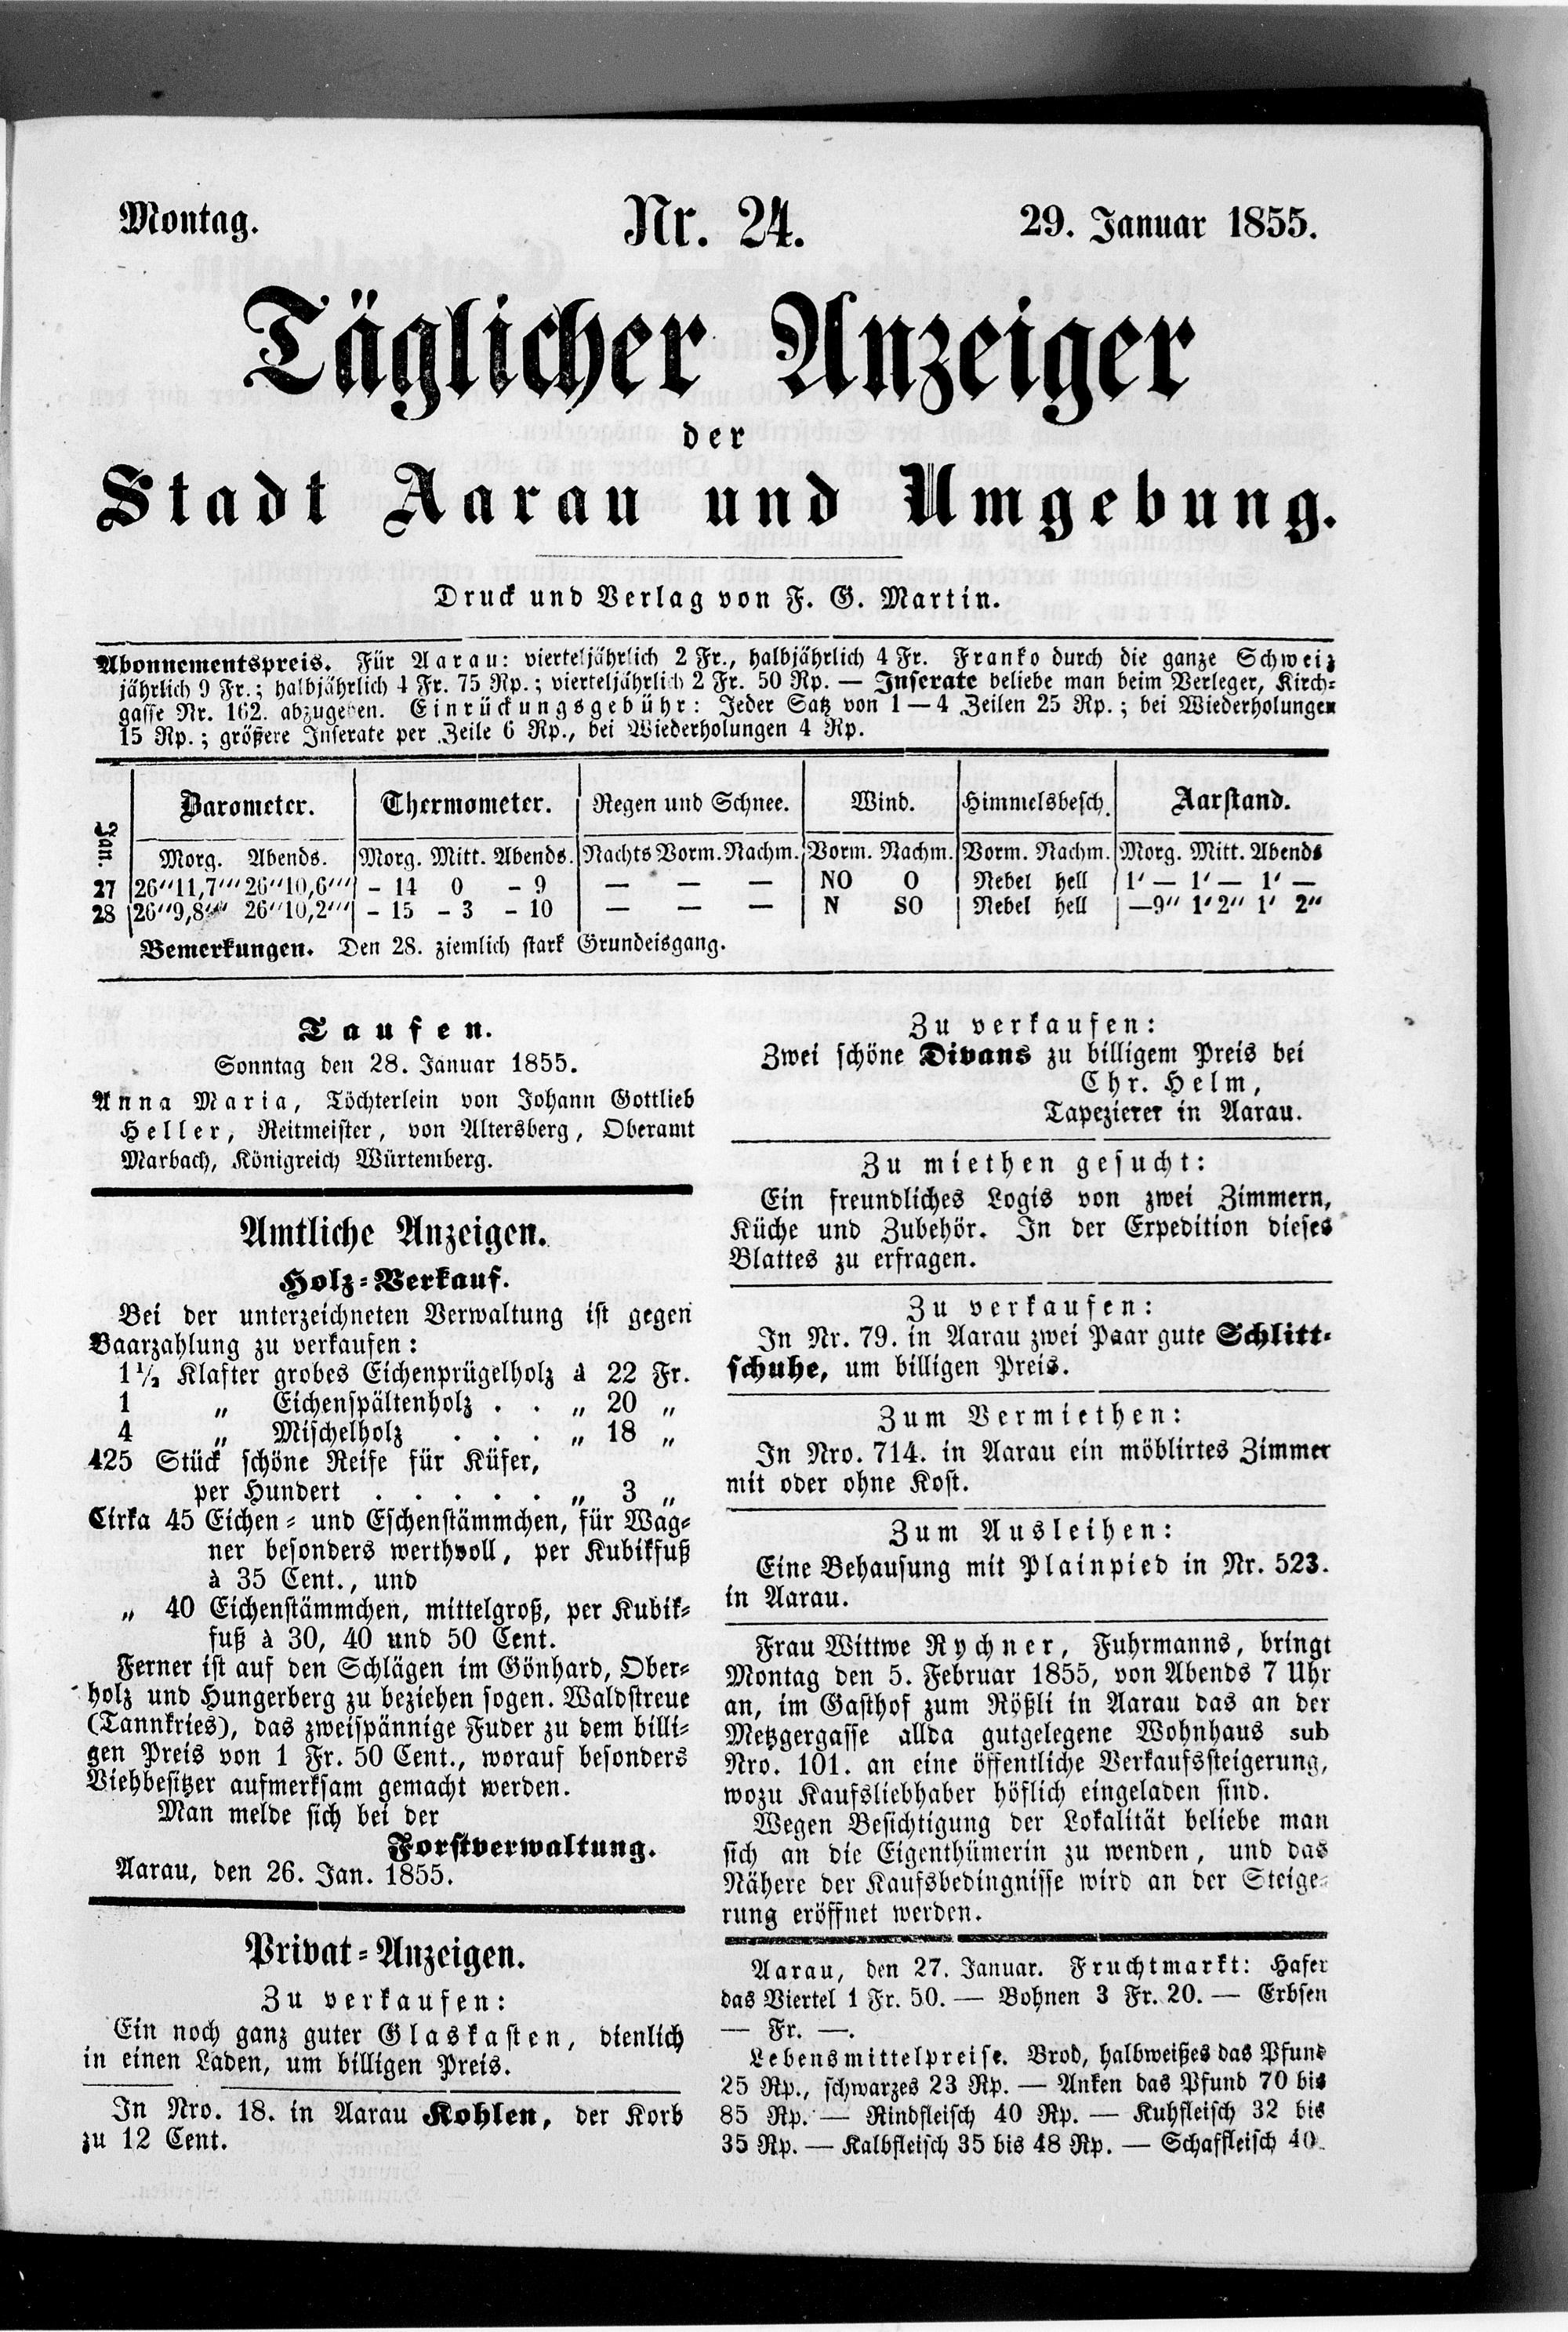 Montag.
Nr. 24.
29. Januar 1855.
Täglicher Anzeiger
der
Stadt Aarau und Umgebung.
Druck und Verlag von F. G. Martin.
Abonnementspreis. Für Aarau: vierteljährlich 2 Fr., halbjährlich 4 Fr. Franko durch die ganze Schweiz
jährlich 9 Fr.; halbjährlich 4 Fr. 75 Rp.; vierteljährlich 2 Fr. 50 Rp. — Inserate beliebe man beim Verleger, Kirch-
gasse Nr. 162. abzugeben. Einrückungsgebühr: Jeder Satz von 1—4 Zeilen 25 Rp.; bei Wiederholungen
15 Rp.; größere Inserate per Zeile 6 Rp., bei Wiederholungen 4 Rp.
Jan. Barometer. Thermometer. Regen und Schnee. Wind. Himmelsbesch. Aarstand.
Morg. Abends. Morg. Mitt. Abends. Nachts Vorm. Nachm. Vorm. Nachm. Vorm. Nachm. Morg. Mitt. Abends
27 26"11,7''' 26"10,6''' - 14 0 - 9 — — — NO O Nebel hell 1' — 1' — 1' —
28 26"9,8''' 26"10,2''' - 15 - 3 - 10 — — — N SO Nebel hell —9" 1' 2" 1' 2"
Bemerkungen. Den 28. ziemlich stark Grundeisgang.
Taufen.
Sonntag den 28. Januar 1855.
Anna Maria, Töchterlein von Johann Gottlieb
Heller, Reitmeister, von Altersberg, Oberamt
Marbach, Königreich Würtemberg.
Amtliche Anzeigen.
Holz-Verkauf.
Bei der unterzeichneten Verwaltung ist gegen
Baarzahlung zu verkaufen:
1½ Klafter grobes Eichenprügelholz à 22 Fr.
1 „ Eichenspältenholz . . „ 20 „
4 „ Mischelholz . . . „ 18 „
425 Stück schöne Reife für Küfer,
per Hundert . . . . . „ 3 „
Cirka 45 Eichen- und Eschenstämmchen, für Wag-
ner besonders werthvoll, per Kubikfuß
à 35 Cent., und
„ 40 Eichenstämmchen, mittelgroß, per Kubik-
fuß à 30, 40 und 50 Cent.
Ferner ist auf den Schlägen im Gönhard, Ober-
holz und Hungerberg zu beziehen sogen. Waldstreue
(Tannkries), das zweispännige Fuder zu dem billi-
gen Preis von 1 Fr. 50 Cent., worauf besonders
Viehbesitzer aufmerksam gemacht werden.
Man melde sich bei der
Forstverwaltung.
Aarau, den 26. Jan. 1855.
Privat-Anzeigen.
Zu verkaufen:
Ein noch ganz guter Glaskasten, dienlich
in einen Laden, um billigen Preis.
In Nro. 18. in Aarau Kohlen, der Korb
zu 12 Cent.
Zu verkaufen:
Zwei schöne Divans zu billigem Preis bei
Chr. Helm,
Tapezierer in Aarau.
Zu miethen gesucht:
Ein freundliches Logis von zwei Zimmern,
Küche und Zubehör. In der Expedition dieses
Blattes zu erfragen.
Zu verkaufen:
In Nr. 79. in Aarau zwei Paar gute Schlitt-
schuhe, um billigen Preis.
Zum Vermiethen:
In Nro. 714. in Aarau ein möblirtes Zimmer
mit oder ohne Kost.
Zum Ausleihen:
Eine Behausung mit Plainpied in Nr. 523.
in Aarau.
Frau Wittwe Rychner, Fuhrmanns, bringt
Montag den 5. Februar 1855, von Abends 7 Uhr
an, im Gasthof zum Rößli in Aarau das an der
Metzgergasse allda gutgelegene Wohnhaus sub
Nro. 101. an eine öffentliche Verkaufssteigerung,
wozu Kaufsliebhaber höflich eingeladen sind.
Wegen Besichtigung der Lokalität beliebe man
sich an die Eigenthümerin zu wenden, und das
Nähere der Kaufsbedingnisse wird an der Steige-
rung eröffnet werden.
Aarau, den 27. Januar. Fruchtmarkt: Hafer
das Viertel 1 Fr. 50. — Bohnen 3 Fr. 20. — Erbsen
— Fr. —.
Lebensmittelpreise. Brod, halbweißes das Pfund
25 Rp., schwarzes 23 Rp. — Anken das Pfund 70 bis
85 Rp. — Rindfleisch 40 Rp. — Kuhfleisch 32 bis
35 Rp. — Kalbfleisch 35 bis 48 Rp. — Schaffleisch 40